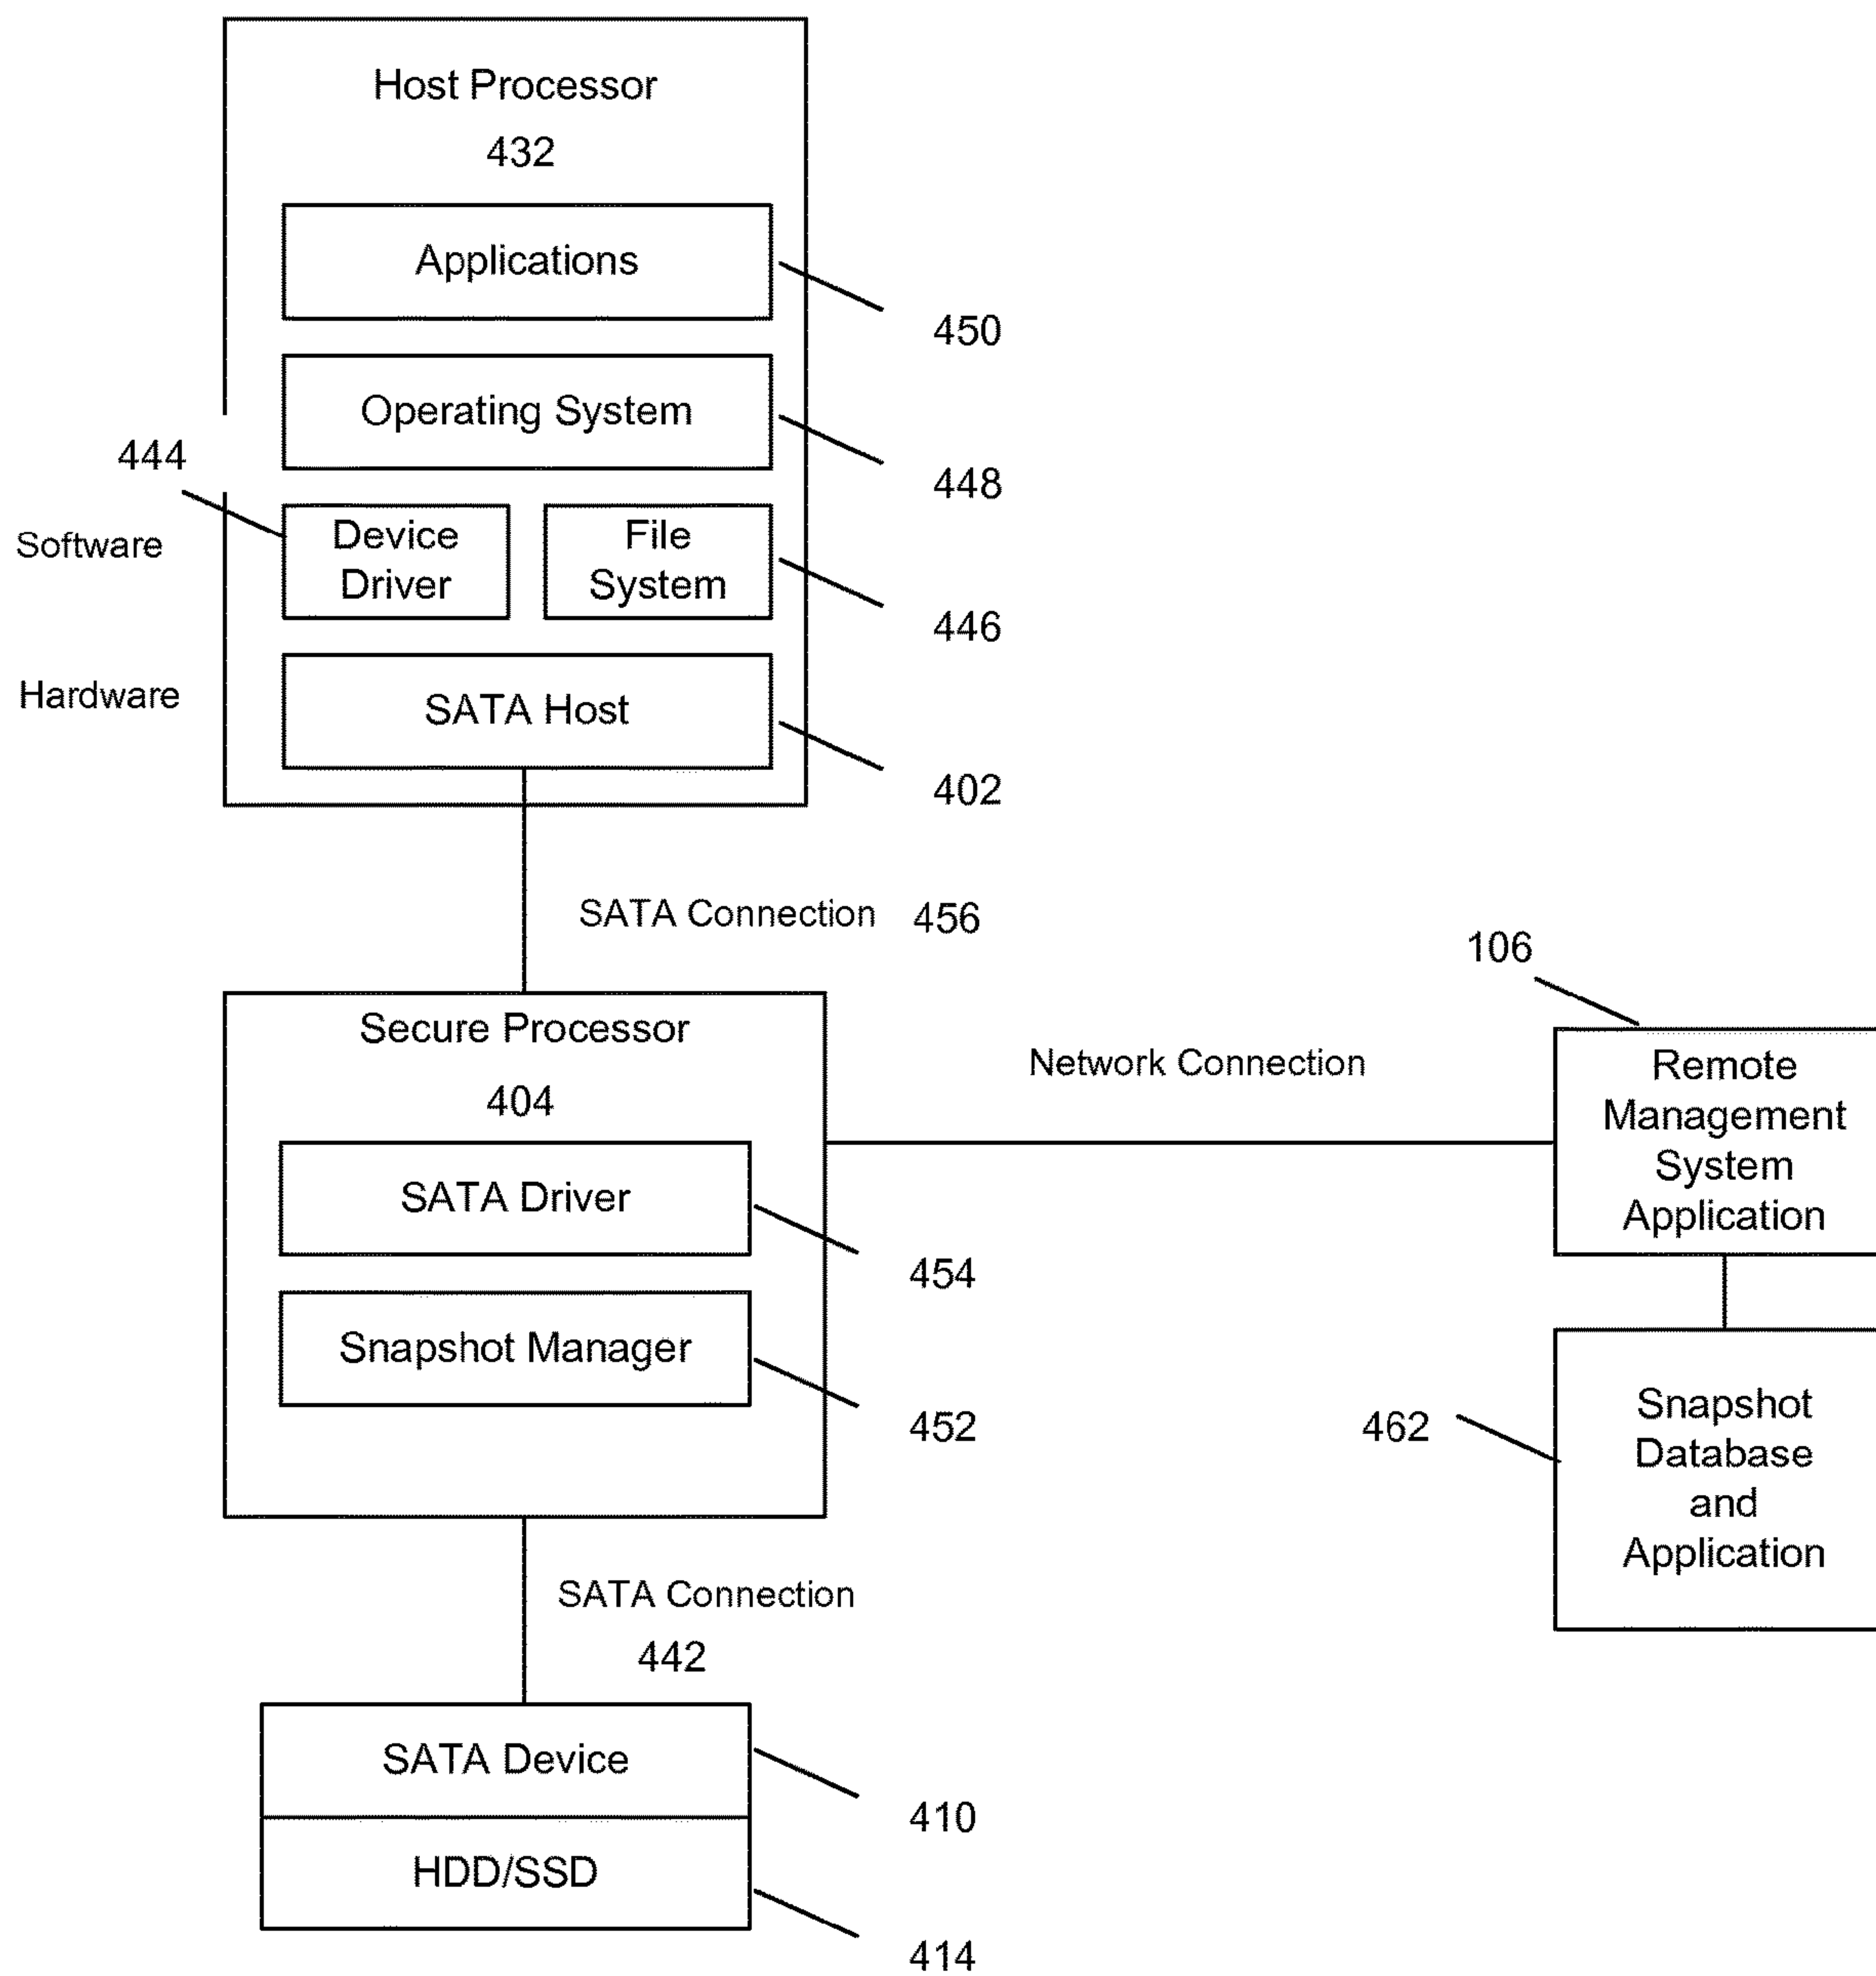 Host Processor
432
Applications
450
Operating System
448
444
Software
Device
Driver
File
System
446
Hardware
SATA Host
402
SATA Connection 456
Secure Processor
404
SATA Driver
454
Snapshot Manager
452
Network Connection
106
Remote
Management
System
Application
462
Snapshot
Database
and
Application
SATA Connection
442
SATA Device
410
HDD/SSD
414